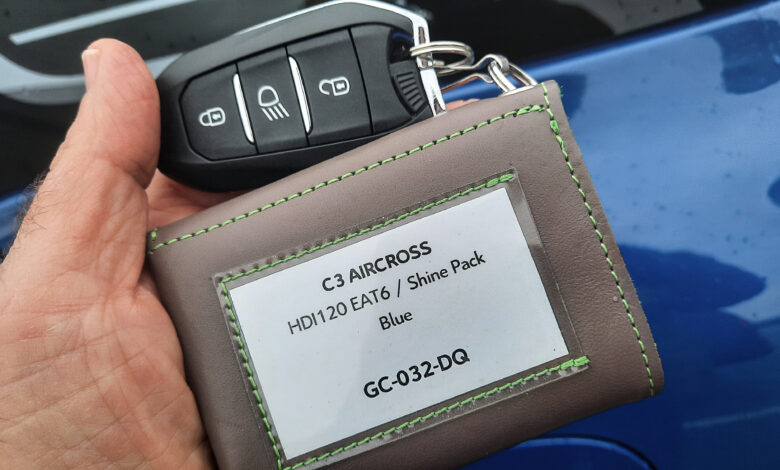 C3 AIRCROSS
HDI120 EAT6 / Shine Pack
Blue
GC-032-DQ